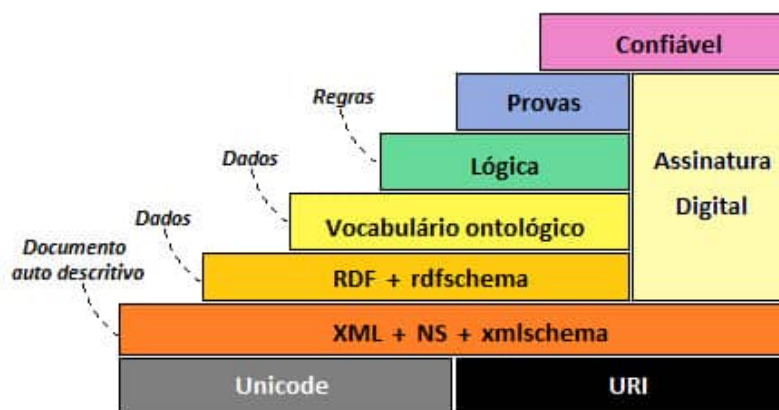 Confiável
Regras
Provas
Dados
Lógica
Assinatura
Digital
Dados
Vocabulário ontológico
Documento
auto descritivo
RDF + rdfschema
XML + NS + xmlschema
Unicode
URI